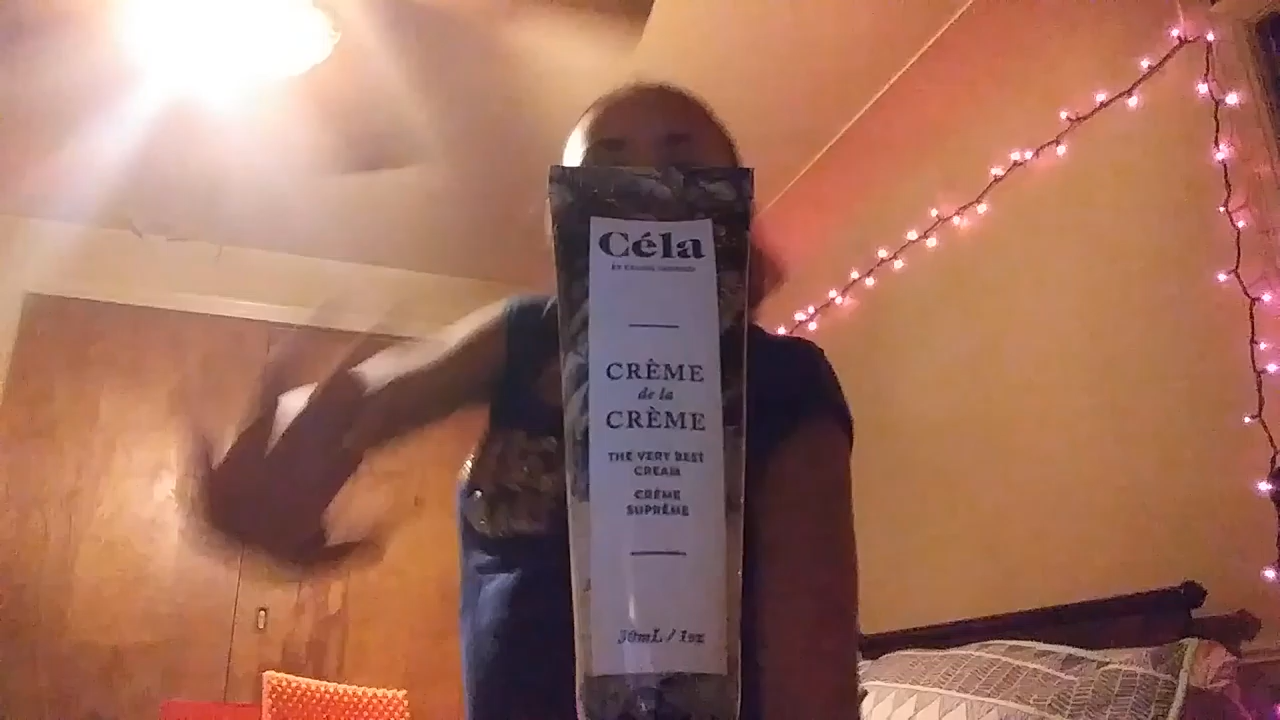 Céla
CRÈME
de la
CRÈME
THE VERY BEST
CREAM
CRÈME
SUPRÊME
30mL / 1oz